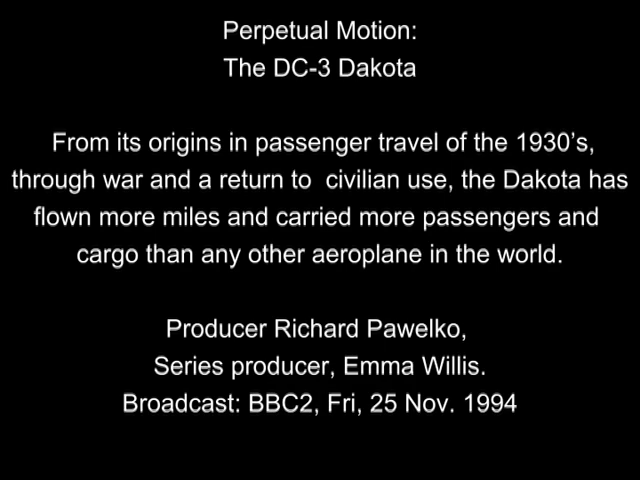 Perpetual Motion:
The DC-3 Dakota
From its origins in passenger travel of the 1930's,
through war and a return to  civilian use, the Dakota has
flown more miles and carried more passengers and
cargo than any other aeroplane in the world.
Producer Richard Pawelko,
Series producer, Emma Willis.
Broadcast: BBC2, Fri, 25 Nov. 1994